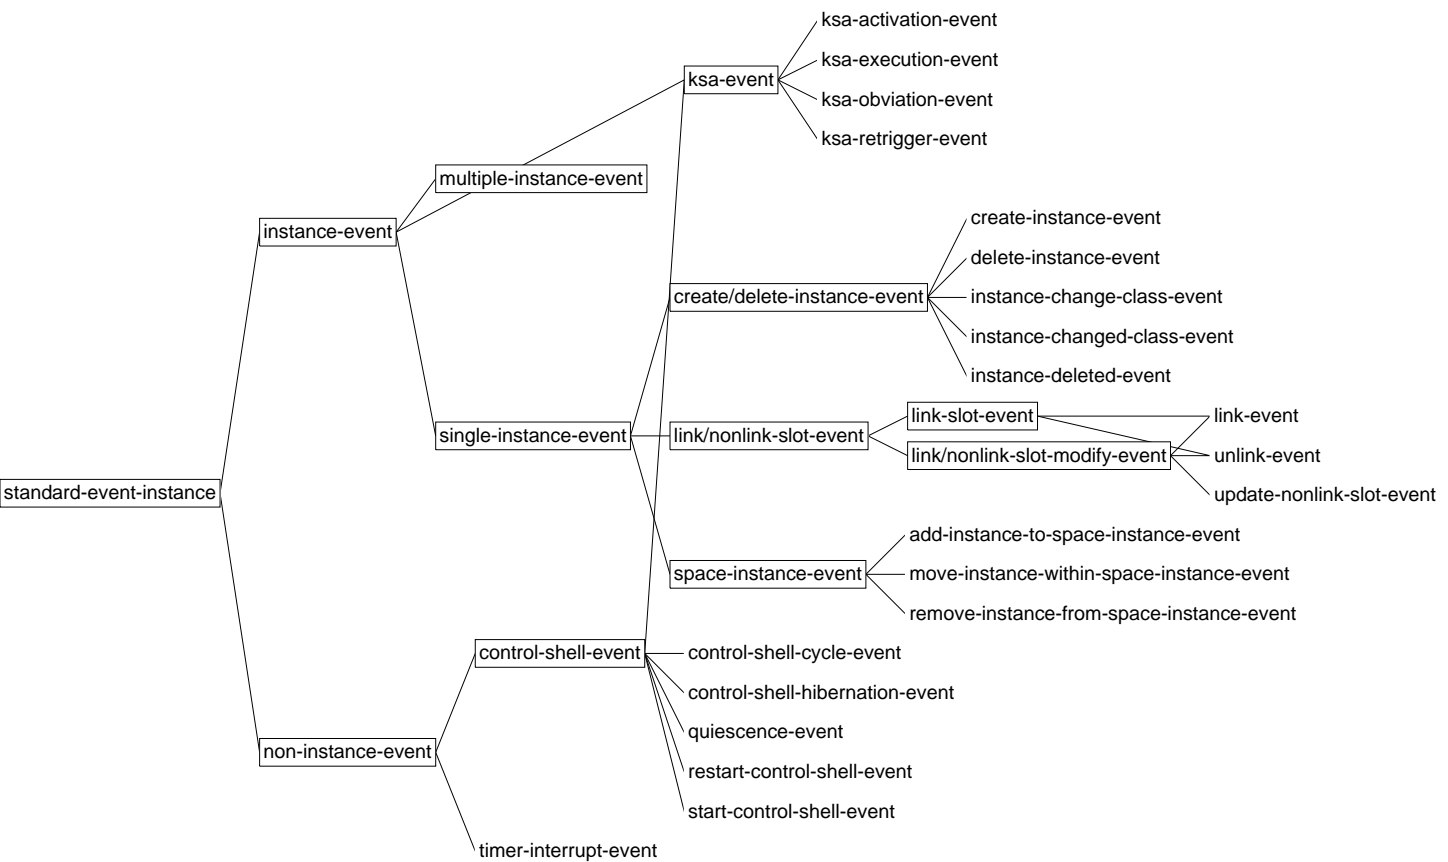 ksa-activation-event
ksa-execution-event
ksa-event
ksa-obviation-event
ksa-retrigger-event
multiple-instance-event
create-instance-event
instance-event
delete-instance-event
create/delete-instance-event
instance-change-class-event
instance-changed-class-event
instance-deleted-event
link-slot-event
link-event
single-instance-event
link/nonlink-slot-event
link/nonlink-slot-modify-event
unlink-event
standard-event-instance
update-nonlink-slot-event
add-instance-to-space-instance-event
space-instance-event
move-instance-within-space-instance-event
remove-instance-from-space-instance-event
control-shell-event
control-shell-cycle-event
control-shell-hibernation-event
quiescence-event
non-instance-event
restart-control-shell-event
start-control-shell-event
timer-interrupt-event